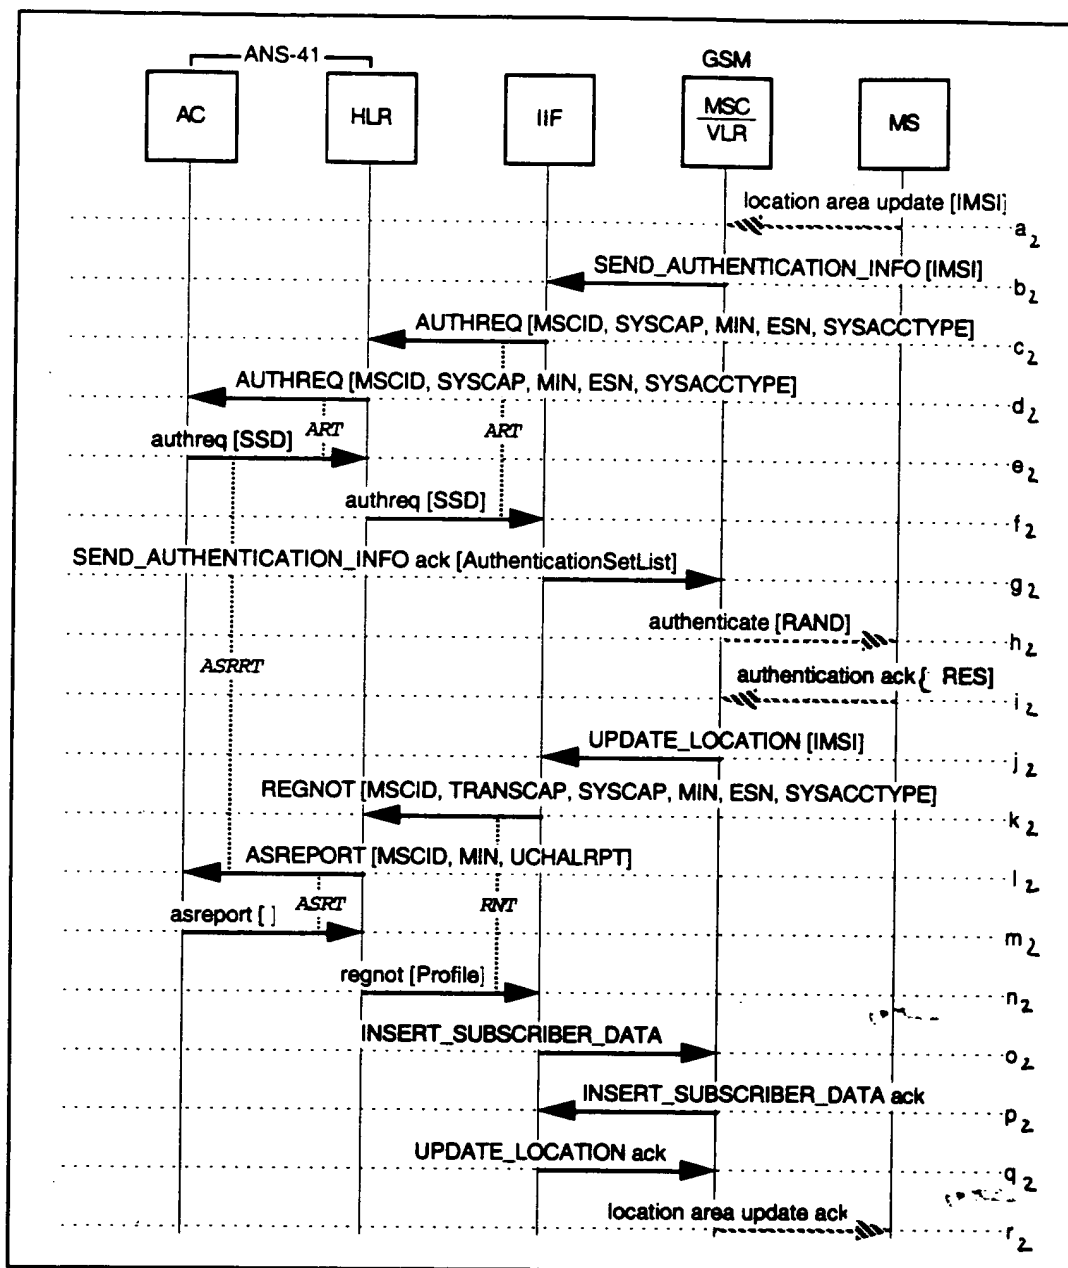 ANS-41
GSM
AC
HLR
IIF
MSC
VLR
MS
location area update [IMSI]
a2
SEND_AUTHENTICATION_INFO [IMSI]
b2
AUTHREQ [MSCID, SYSCAP, MIN, ESN, SYSACCTYPE]
c2
AUTHREQ [MSCID, SYSCAP, MIN, ESN, SYSACCTYPE]
d2
ART
ART
authreq [SSD]
e2
authreq [SSD]
f2
SEND_AUTHENTICATION_INFO ack [AuthenticationSetList]
g2
authenticate [RAND]
h2
ASRRT
authentication ack{ RES]
i2
UPDATE_LOCATION [IMSI]
j2
REGNOT [MSCID, TRANSCAP, SYSCAP, MIN, ESN, SYSACCTYPE]
k2
ASREPORT [MSCID, MIN, UCHALRPT]
l2
ASRT
RNT
asreport [ ]
m2
regnot [Profile]
n2
INSERT_SUBSCRIBER_DATA
o2
INSERT_SUBSCRIBER_DATA ack
p2
UPDATE_LOCATION ack
q2
location area update ack
r2